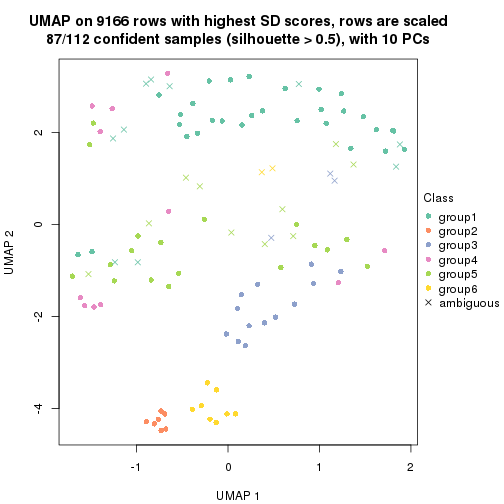 UMAP on 9166 rows with highest SD scores, rows are scaled
87/112 confident samples (silhouette > 0.5), with 10 PCs
UMAP 2
2
0
-2
-4
-1
0
1
2
UMAP 1
Class
group1
group2
group3
group4
group5
group6
ambiguous